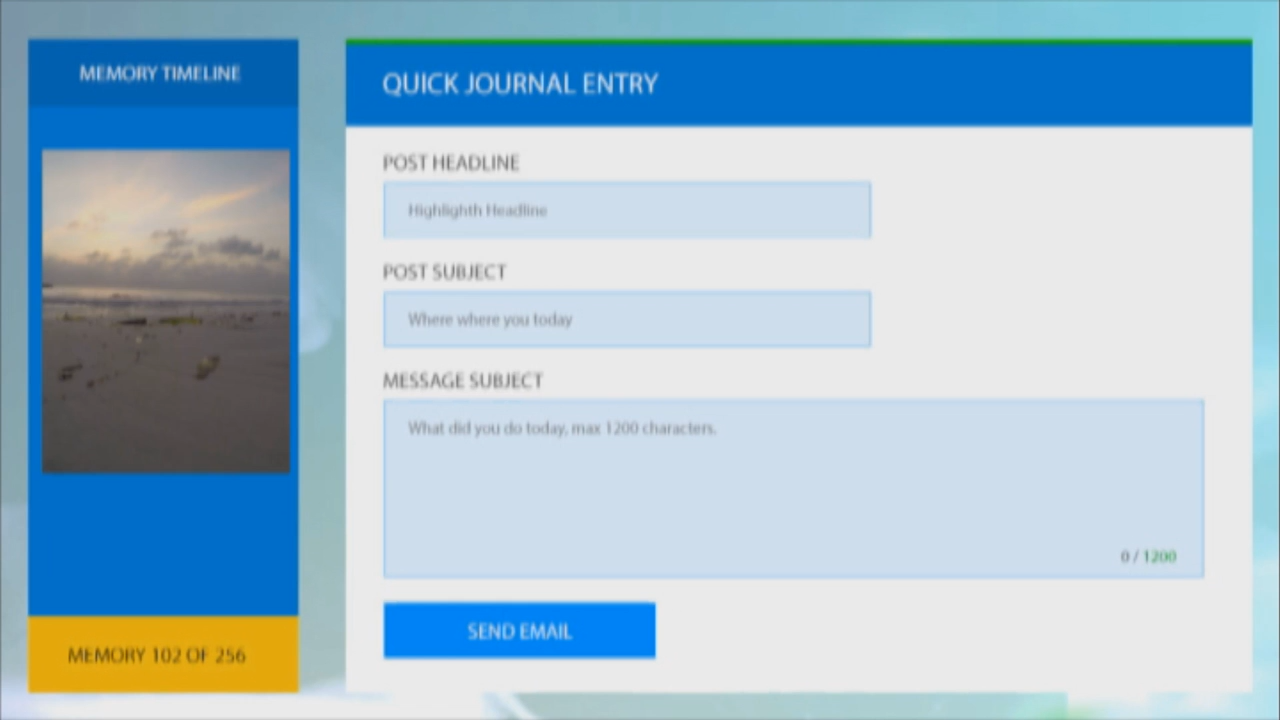 MEMORY TIMELINE
MEMORY 102 OF 256
QUICK JOURNAL ENTRY
POST HEADLINE
Highlighth Headline
POST SUBJECT
Where where you today
MESSAGE SUBJECT
What did you do today, max 1200 characters.
0 / 1200
SEND EMAIL